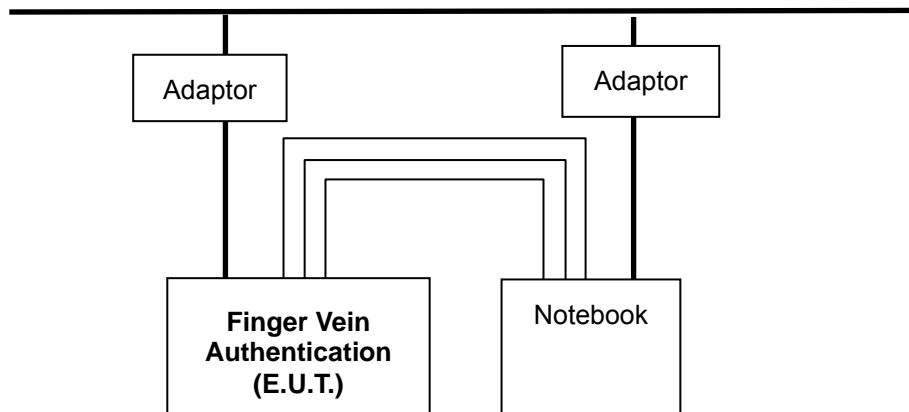 Adaptor
Adaptor
Finger Vein
Authentication
(E.U.T.)
Notebook